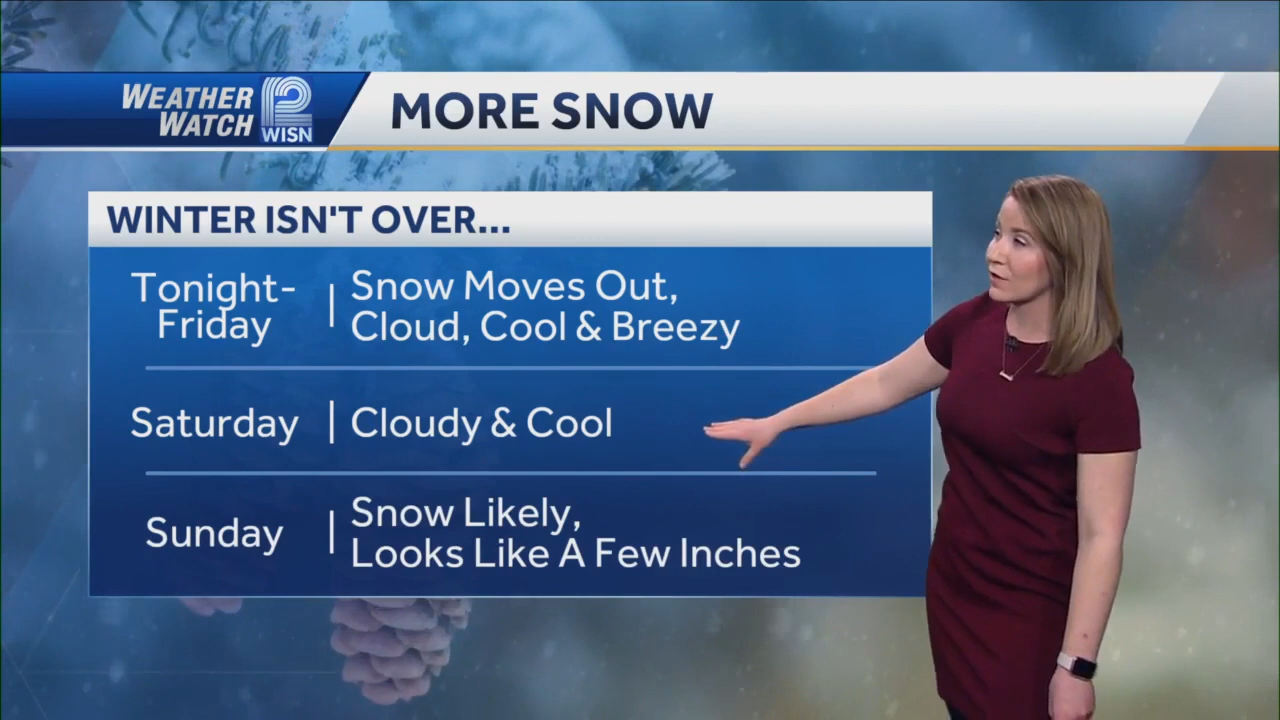 WEATHER
WATCH
12
WISN
MORE SNOW
WINTER ISN'T OVER...
Tonight-
Friday
Snow Moves Out,
Cloud, Cool & Breezy
Saturday
Cloudy & Cool
Sunday
Snow Likely,
Looks Like A Few Inches